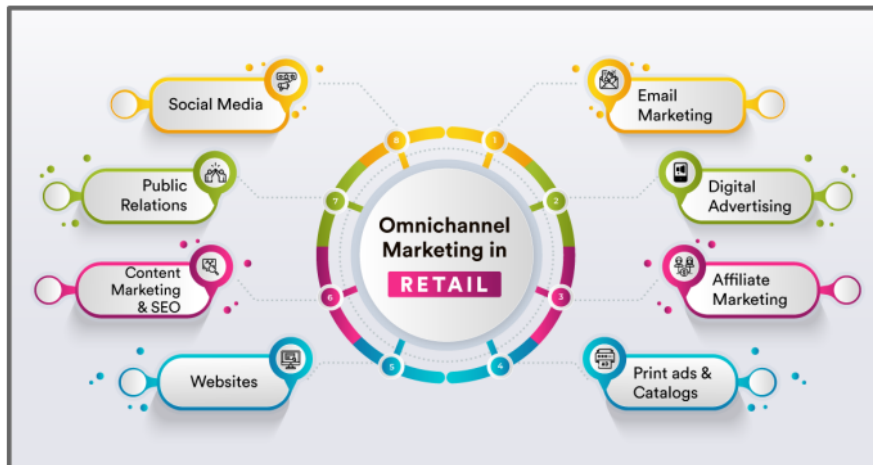 Omnichannel
Marketing in
RETAIL
1
Email
Marketing
2
Digital
Advertising
3
Affiliate
Marketing
4
Print ads &
Catalogs
5
Websites
6
Content
Marketing
& SEO
7
Public
Relations
8
Social Media